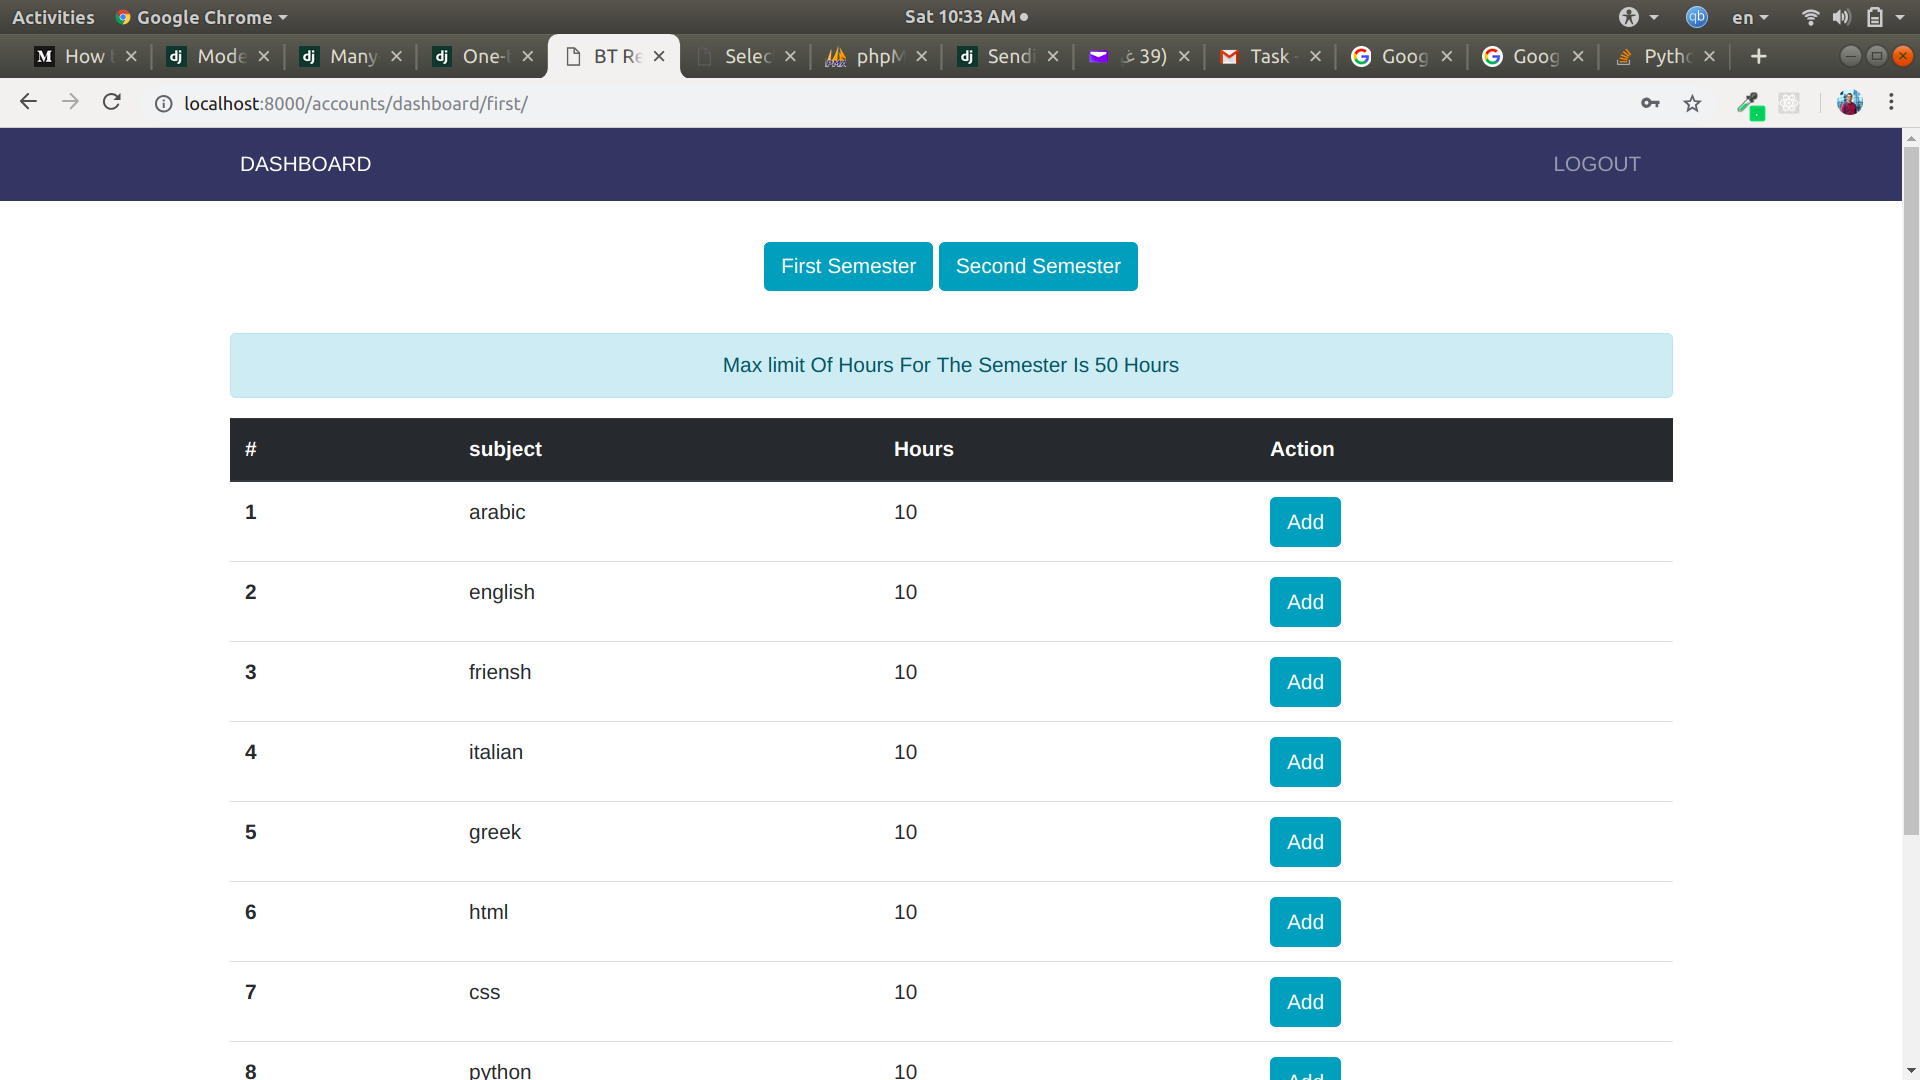 Activities Google Chrome Sat 10:33 AM en
How Mode Many One- BT Re Selec phpM Sendi (39 غ Task Goog Goog Pytho
localhost:8000/accounts/dashboard/first/
DASHBOARD LOGOUT
First Semester Second Semester
Max limit Of Hours For The Semester Is 50 Hours
# subject Hours Action
1 arabic 10 Add
2 english 10 Add
3 friensh 10 Add
4 italian 10 Add
5 greek 10 Add
6 html 10 Add
7 css 10 Add
8 python 10 Add